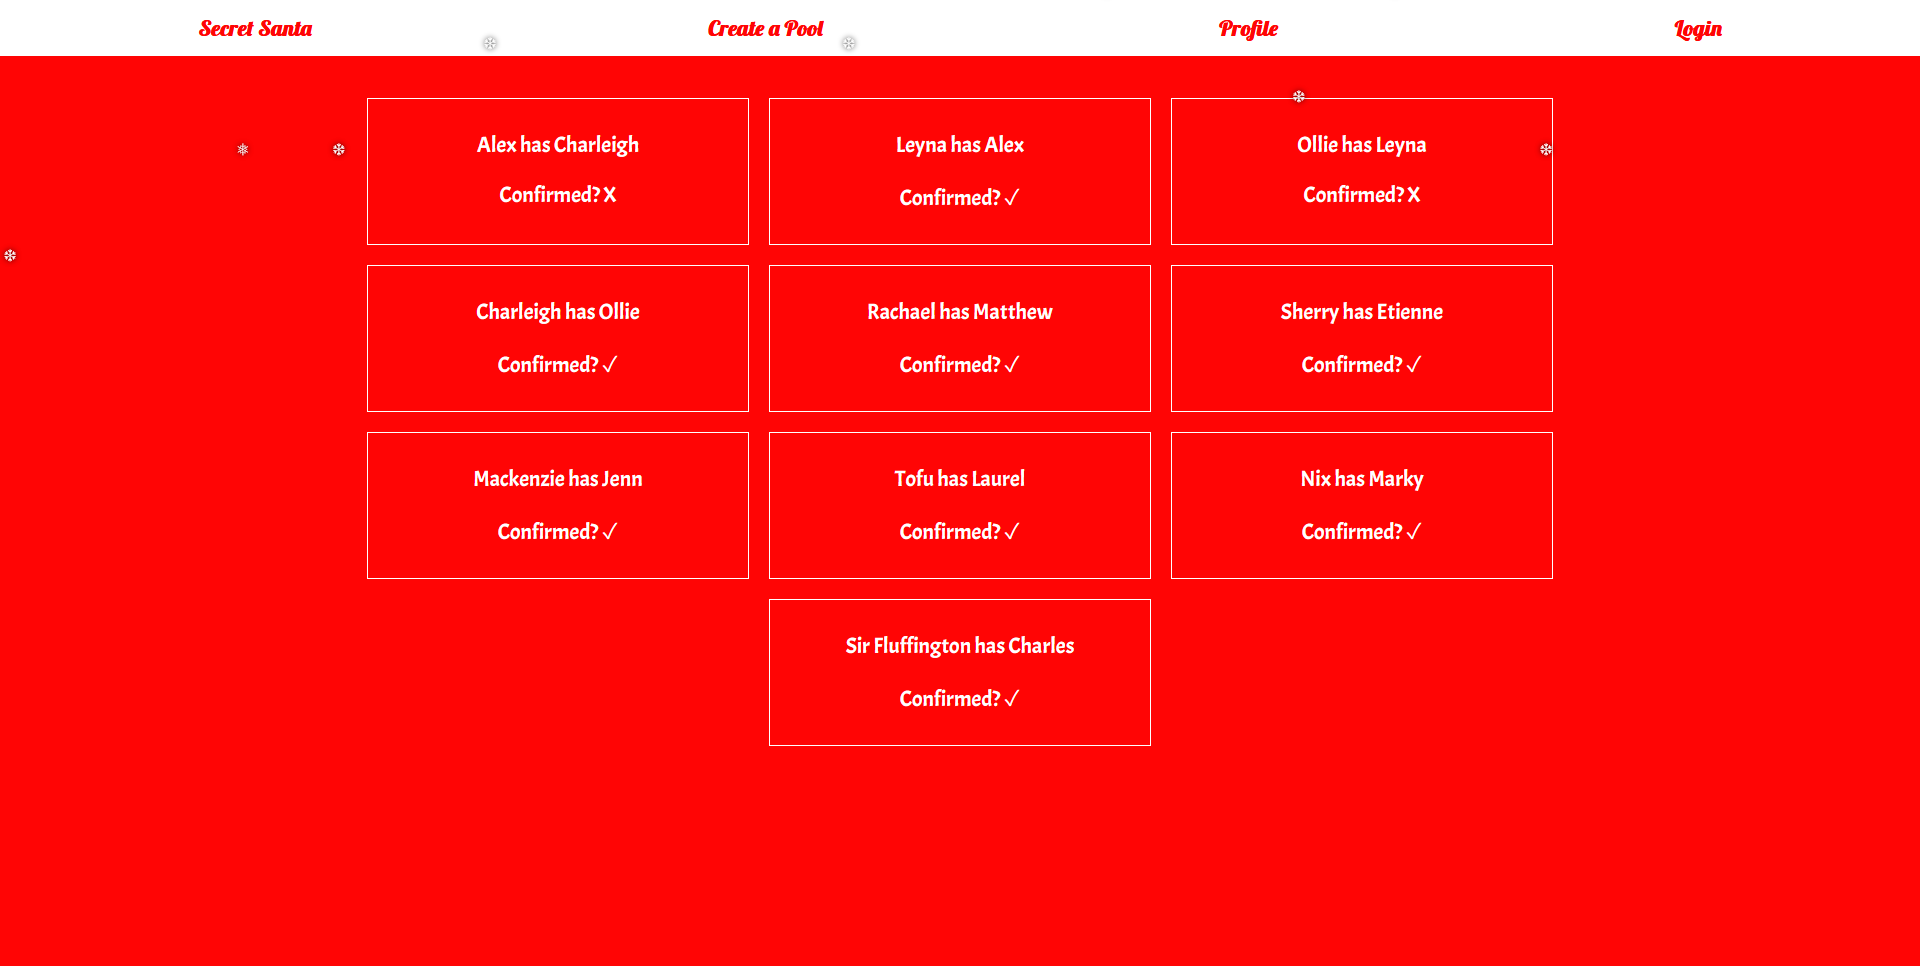 Secret Santa
Create a Pool
Profile
Login
Alex has Charleigh
Confirmed? X
Leyna has Alex
Confirmed? ✓
Ollie has Leyna
Confirmed? X
Charleigh has Ollie
Confirmed? ✓
Rachael has Matthew
Confirmed? ✓
Sherry has Etienne
Confirmed? ✓
Mackenzie has Jenn
Confirmed? ✓
Tofu has Laurel
Confirmed? ✓
Nix has Marky
Confirmed? ✓
Sir Fluffington has Charles
Confirmed? ✓